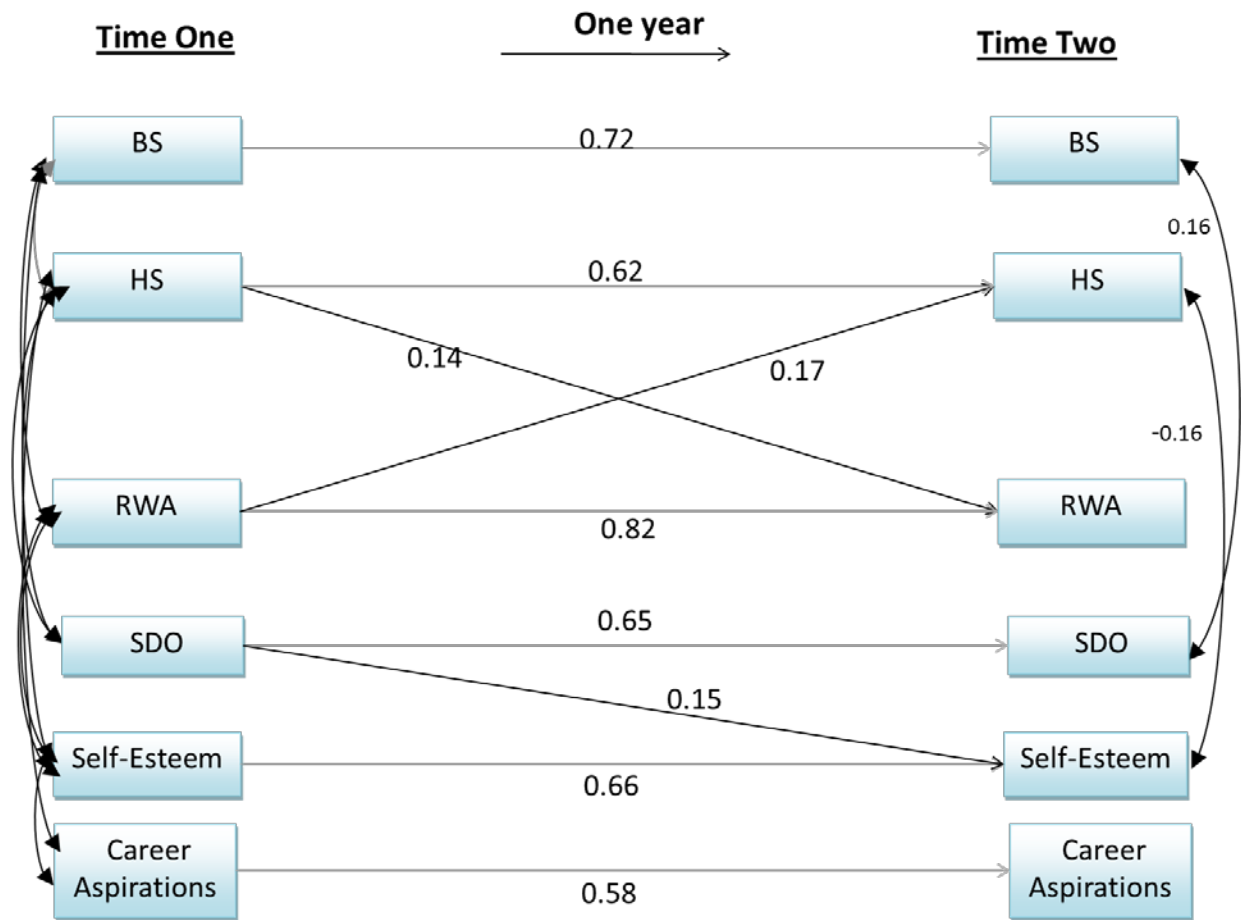 Time One
One year
Time Two
BS
0.72
BS
0.16
HS
0.62
HS
0.14
0.17
-0.16
RWA
0.82
RWA
SDO
0.65
SDO
0.15
Self-Esteem
0.66
Self-Esteem
Career
Aspirations
0.58
Career
Aspirations